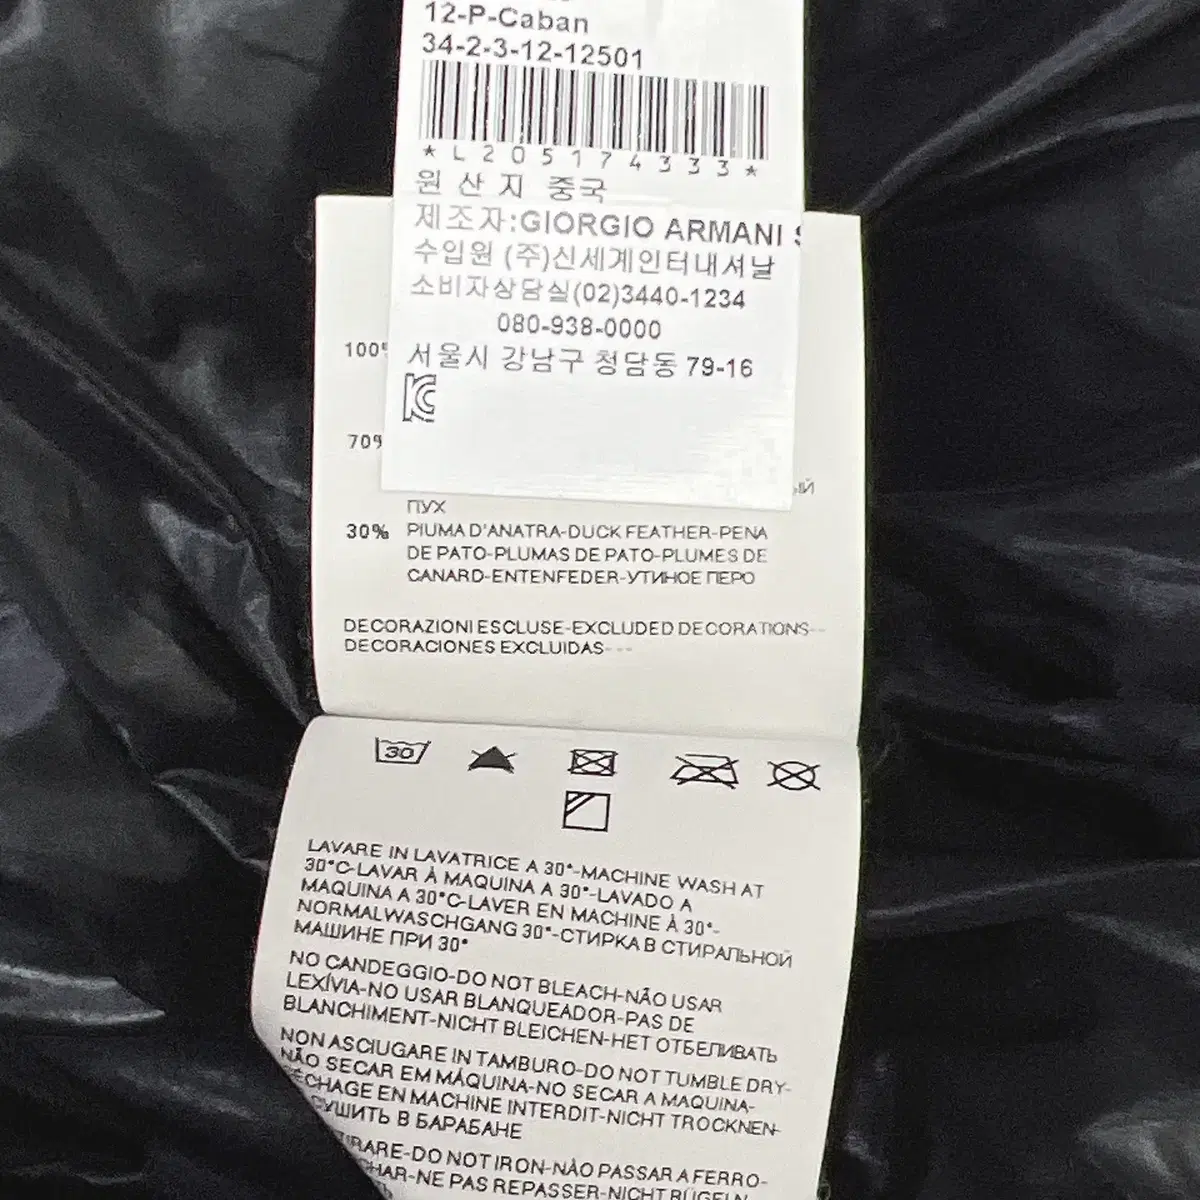 12-P-Caban
34-2-3-12-12501
*L205174333*
원산지 중국
제조자:GIORGIO ARMANI
수입원 (주)신세계인터내셔날
소비자상담실(02)3440-1234
080-938-0000
서울시 강남구 청담동 79-16
100%
70%
ПУХ
30% PIUMA D'ANATRA-DUCK FEATHER-PENA
DE PATO-PLUMAS DE PATO-PLUMES DE
CANARD-ENTENFEDER-УТИНОЕ ПЕРО
DECORAZIONI ESCLUSE-EXCLUDED DECORATIONS--
DECORACIONES EXCLUIDAS---
30
LAVARE IN LAVATRICE A 30°-MACHINE WASH AT
30°C-LAVAR À MAQUINA A 30°-LAVADO A
MAQUINA A 30°C-LAVER EN MACHINE À 30°-
NORMALWASCHGANG 30°-СТИРКА В СТИРАЛЬНОЙ
МАШИНЕ ПРИ 30°
NO CANDEGGIO-DO NOT BLEACH-NÃO USAR
LEXÍVIA-NO USAR BLANQUEADOR-PAS DE
BLANCHIMENT-NICHT BLEICHEN-НЕТ ОТБЕЛИВАТЬ
NON ASCIUGARE IN TAMBURO-DO NOT TUMBLE DRY-
NÃO SECAR EM MÁQUINA-NO SECAR A MAQUINA-
SÉCHAGE EN MACHINE INTERDIT-NICHT TROCKNEN-
СУШИТЬ В БАРАБАНЕ
DO NOT IRON-NÃO PASSAR A FERRO-
NE PAS REPASSER-NICHT BÜGELN